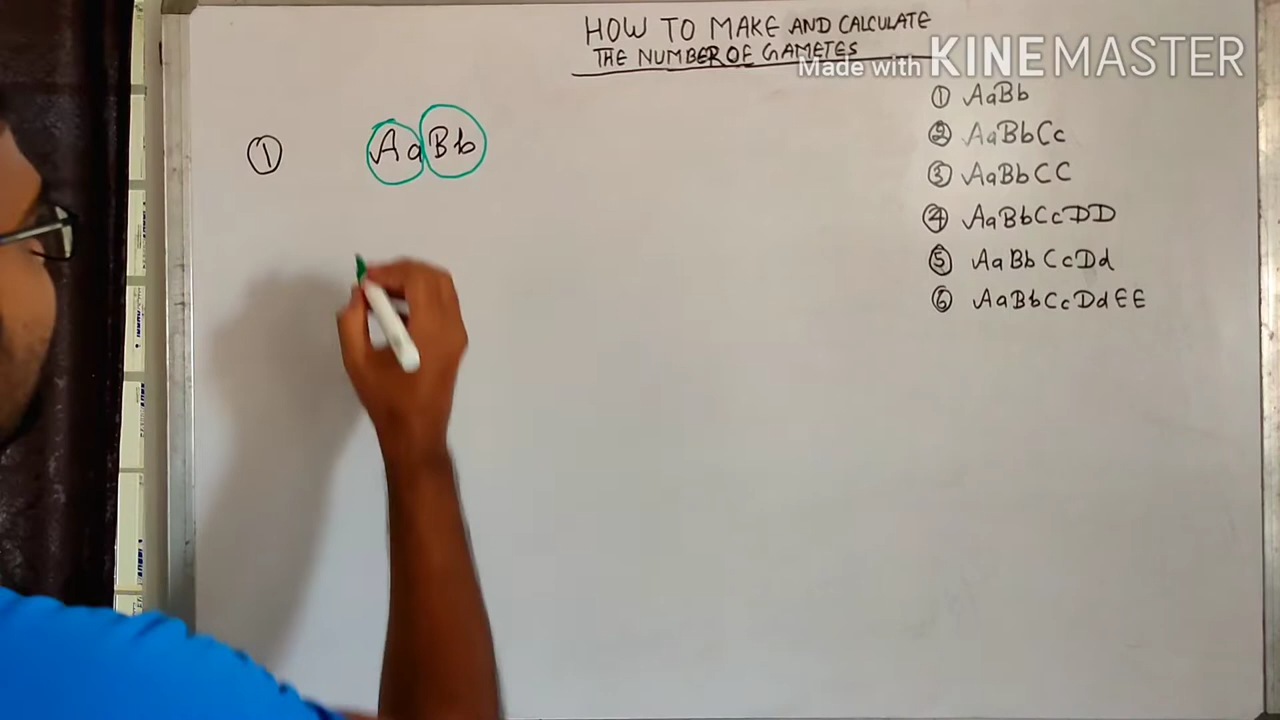 HOW TO MAKE AND CALCULATE
THE NUMBER OF GAMETES
Made with KINEMASTER
① AaBb
① AaBb
② AaBbCc
③ AaBbCC
④ AaBbCcDD
⑤ AaBbCcDd
⑥ AaBbCcDdEE